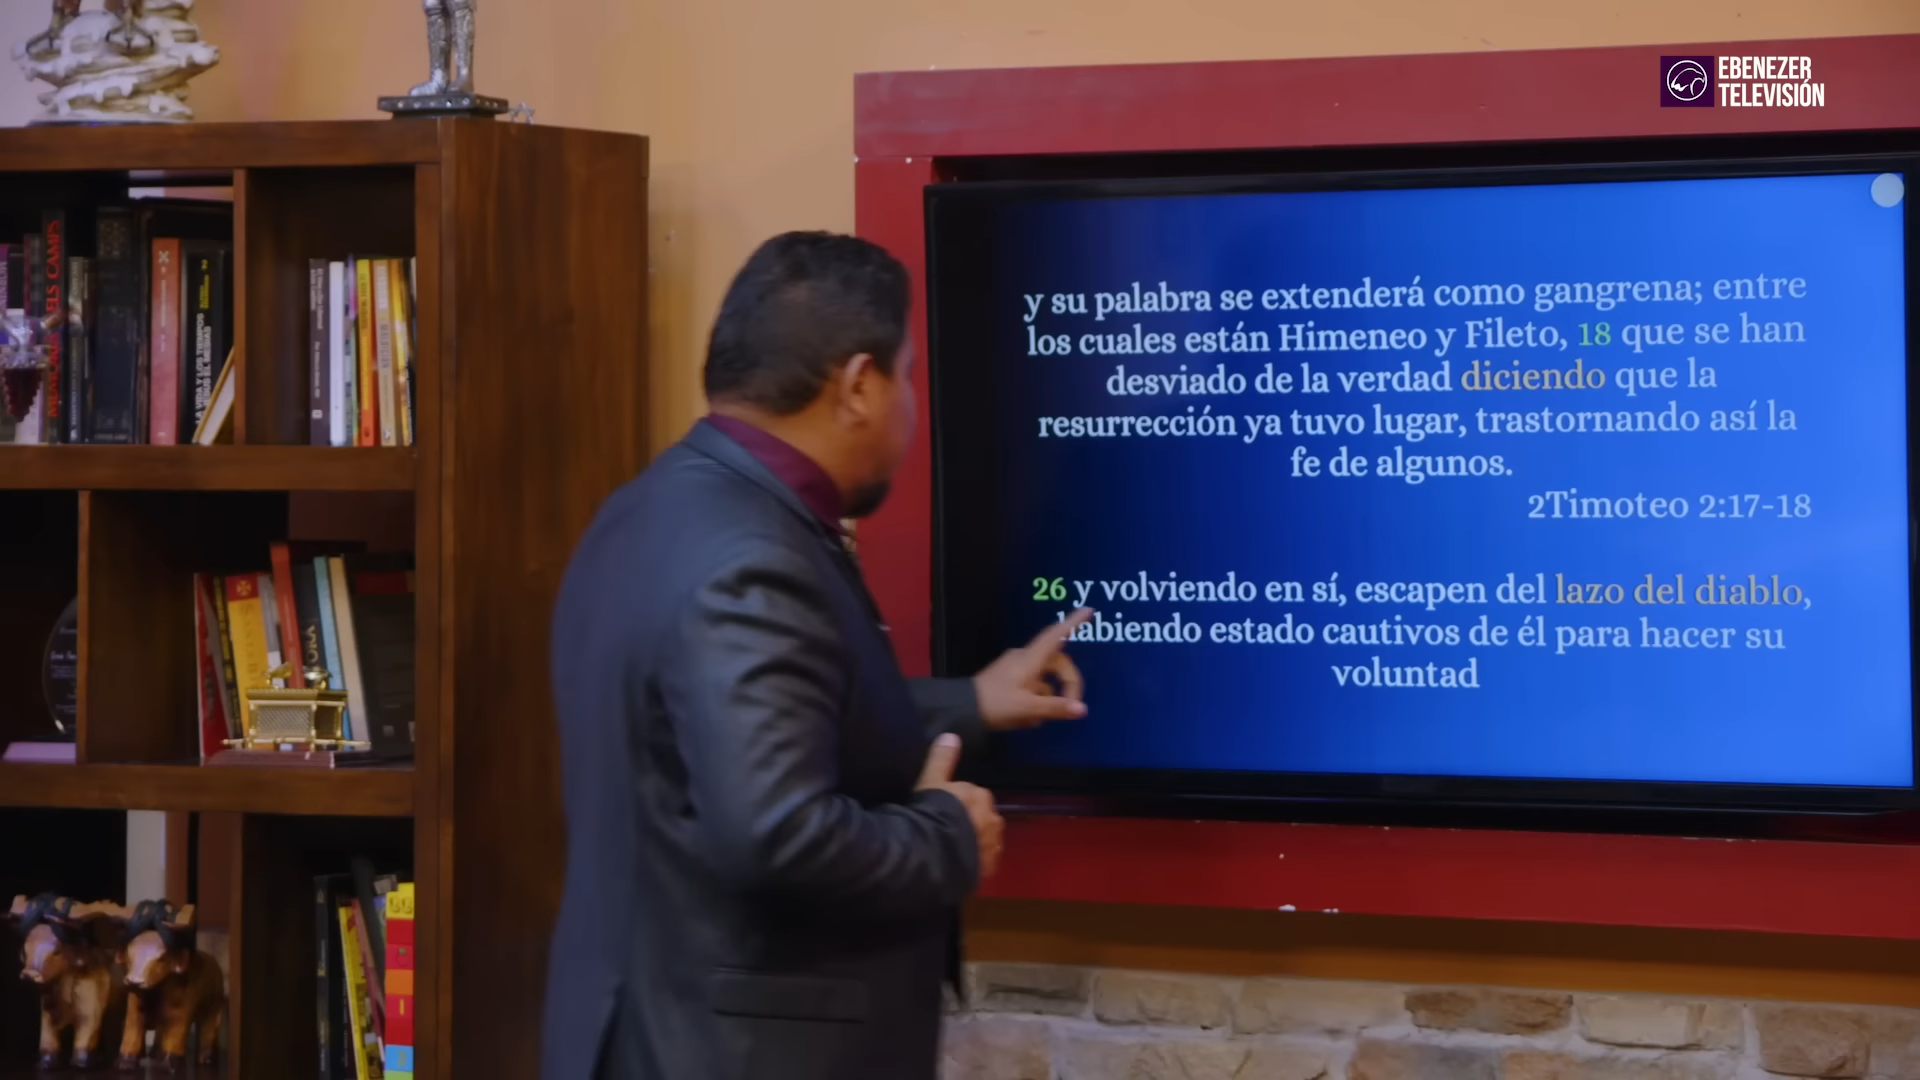 EBENEZER
TELEVISIÓN
y su palabra se extenderá como gangrena; entre
los cuales están Himeneo y Fileto, 18 que se han
desviado de la verdad diciendo que la
resurrección ya tuvo lugar, trastornando así la
fe de algunos.
2Timoteo 2:17-18
26 y volviendo en sí, escapen del lazo del diablo,
habiendo estado cautivos de él para hacer su
voluntad